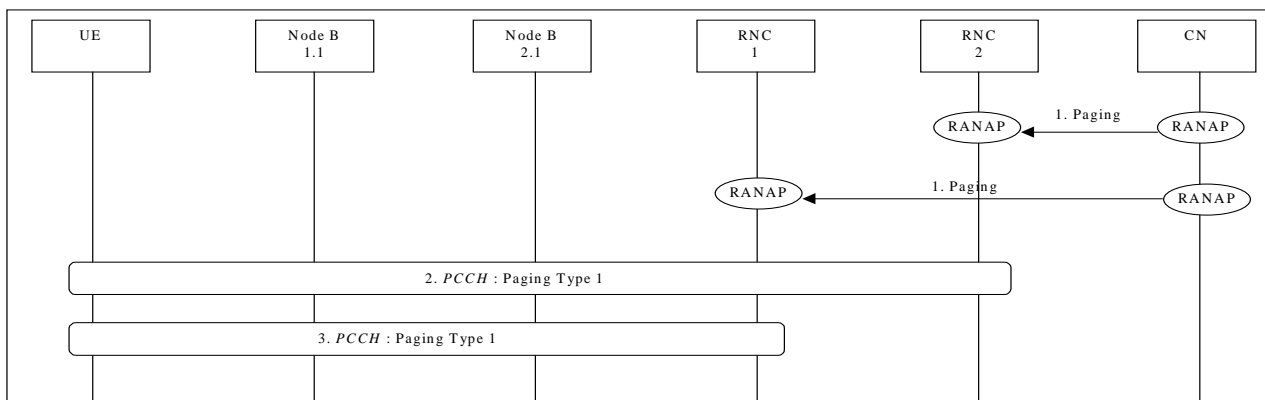 UE
Node B
1.1
Node B
2.1
RNC
1
RNC
2
CN
RANAP
1. Paging
RANAP
RANAP
1. Paging
RANAP
2. PCCH : Paging Type 1
3. PCCH : Paging Type 1